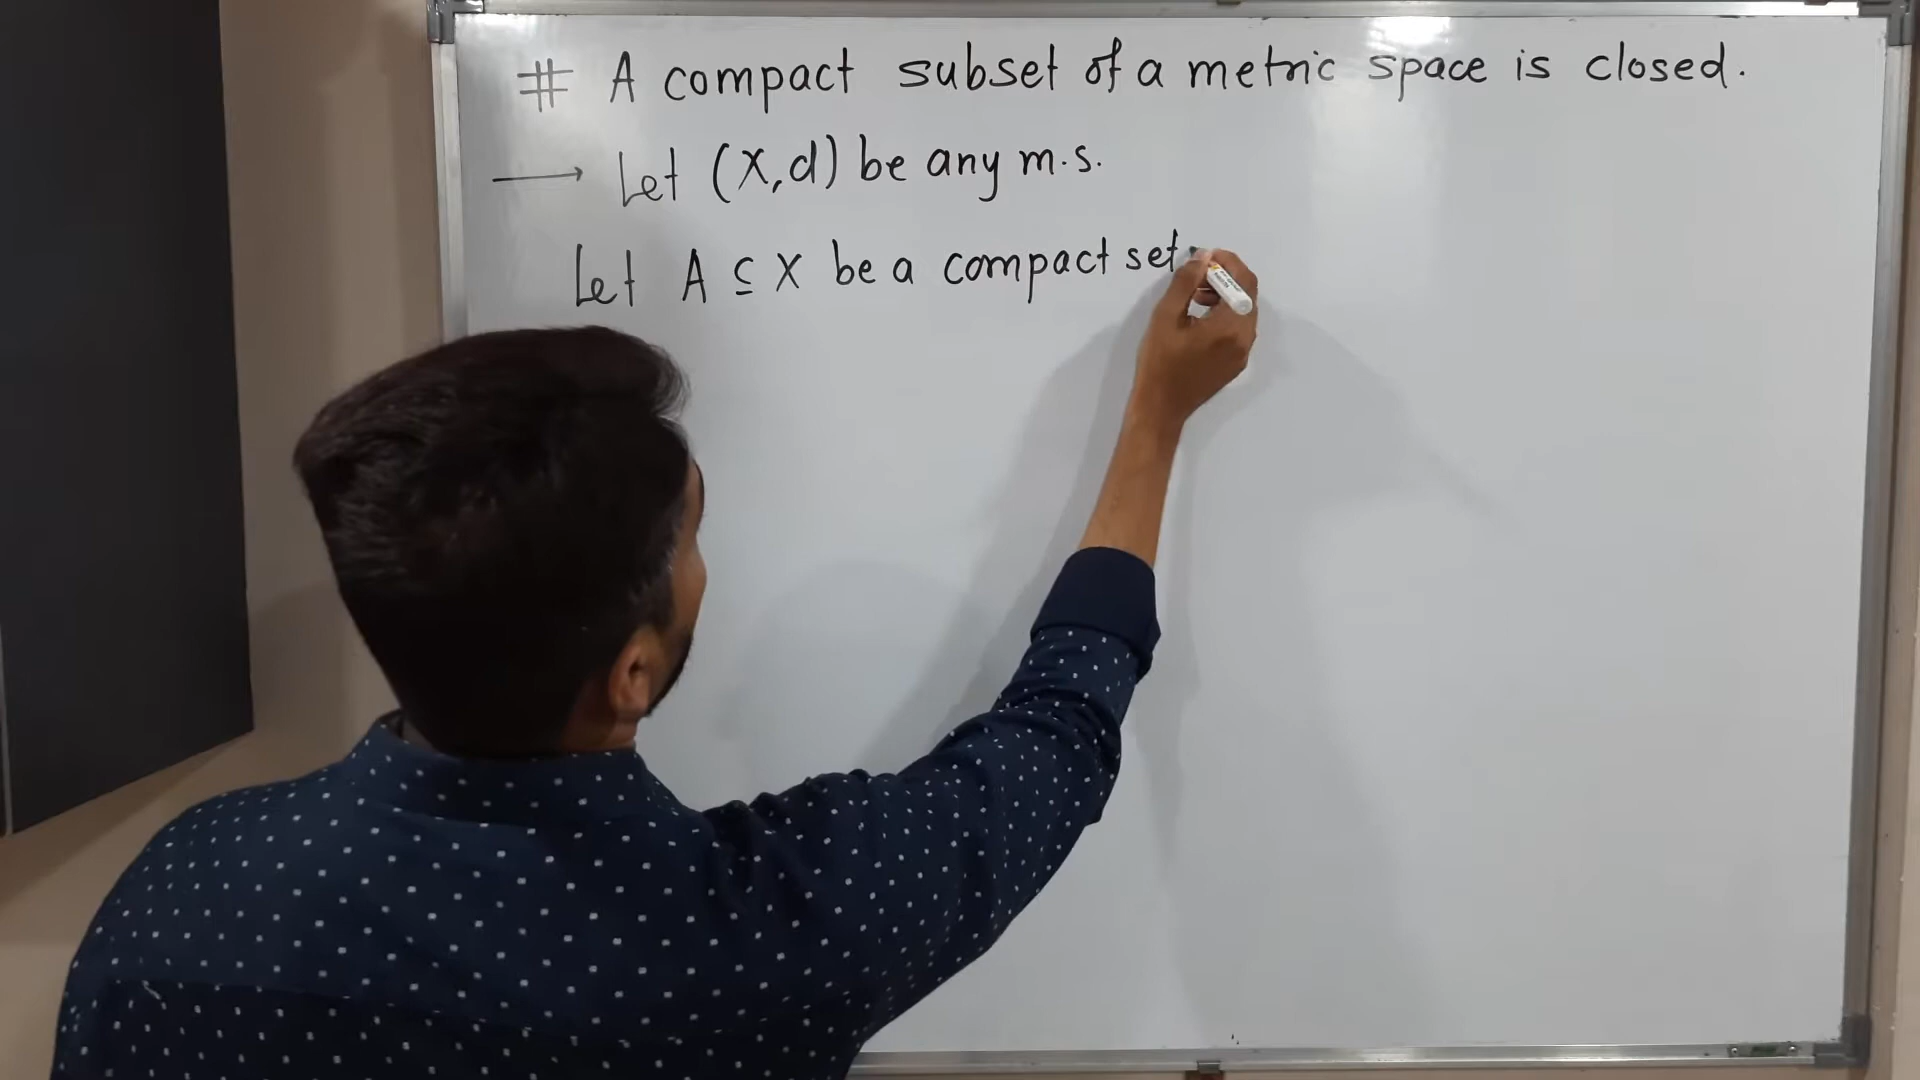 # A compact subset of a metric space is closed.
→ Let (X,d) be any m.s.
Let A ⊆ X be a compact set